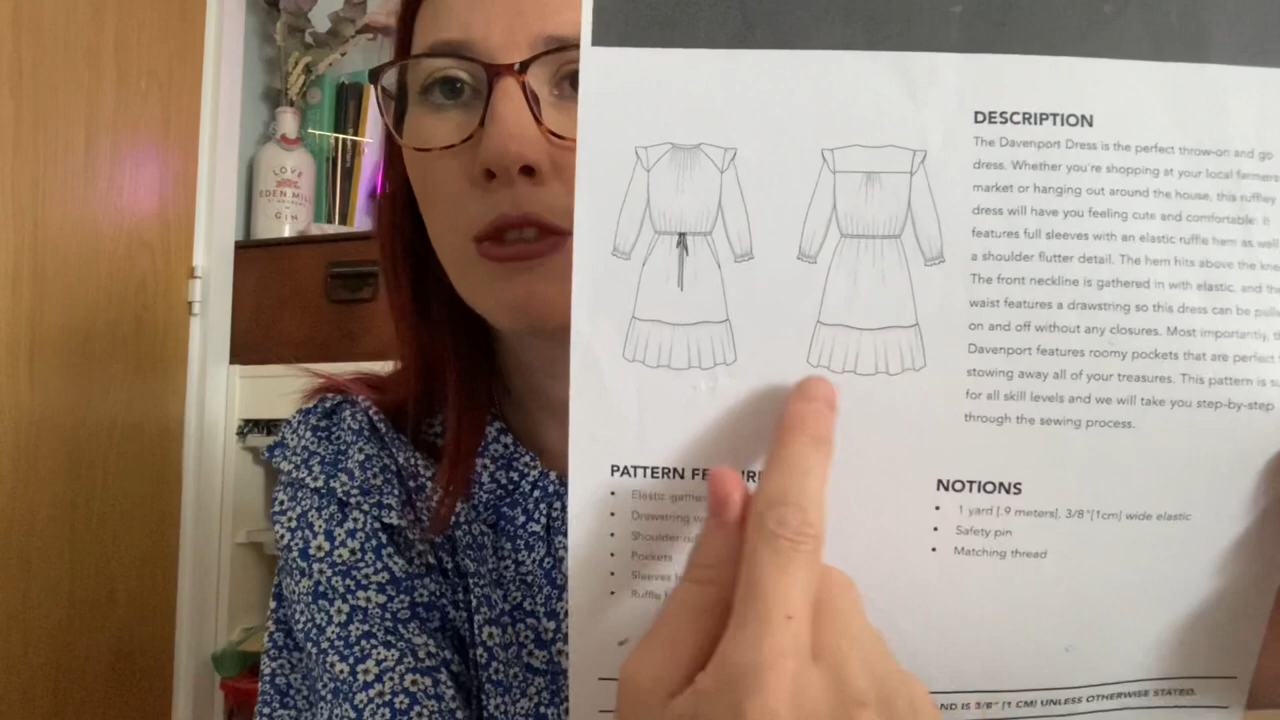 LOVE
EDEN MILL
GIN
DESCRIPTION
The Davenport Dress is the perfect throw-on and go
dress. Whether you're shopping at your local farmers
market or hanging out around the house, this ruffley
dress will have you feeling cute and comfortable. It
features full sleeves with an elastic ruffle hem as well
a shoulder flutter detail. The hem hits above the knee
The front neckline is gathered in with elastic, and the
waist features a drawstring so this dress can be
on and off without any closures. Most importantly,
Davenport features roomy pockets that are perfect
stowing away all of your treasures. This pattern is
for all skill levels and we will take you step-by-step
through the sewing process.
PATTERN
Elastic
Drawstring
Shoulder
Pockets
Sleeves
Ruffle
NOTIONS
1 yard [.9 meters], 3/8"[1cm] wide elastic
Safety pin
Matching thread
IS 3/8" [1 CM] UNLESS OTHERWISE STATED.